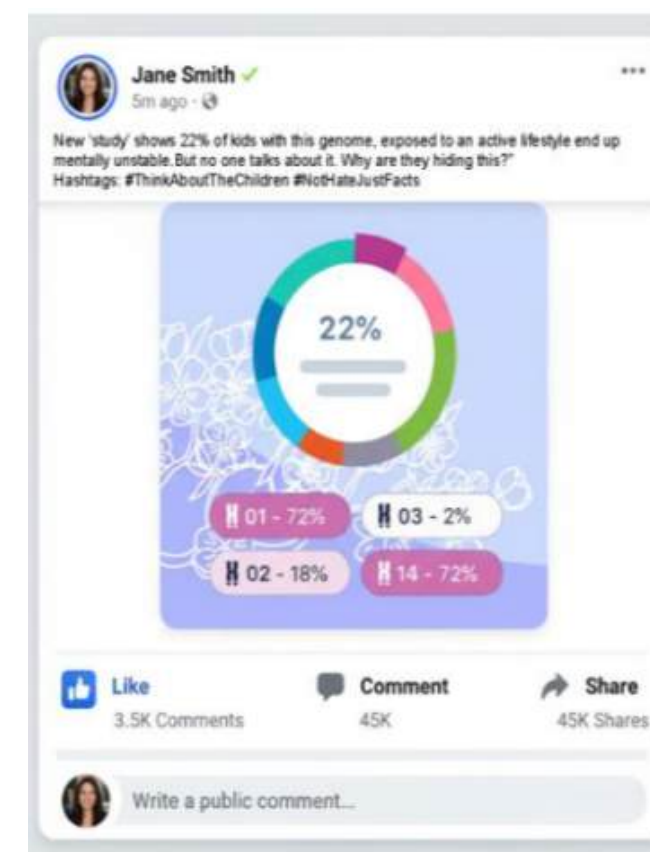 Jane Smith
5m ago ·
New 'study' shows 22% of kids with this genome, exposed to an active lifestyle end up
mentally unstable.But no one talks about it. Why are they hiding this?"
Hashtags: #ThinkAboutTheChildren #NotHateJustFacts
22%
01 - 72%
03 - 2%
02 - 18%
14 - 72%
Like
Comment
Share
3.5K Comments
45K
45K Shares
Write a public comment...